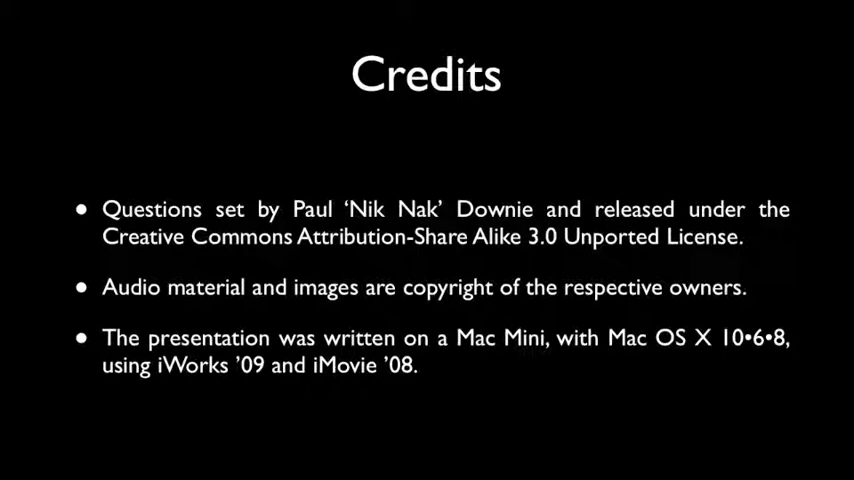 Credits
• Questions set by Paul ‘Nik Nak’ Downie and released under the
Creative Commons Attribution-Share Alike 3.0 Unported License.
• Audio material and images are copyright of the respective owners.
• The presentation was written on a Mac Mini, with Mac OS X 10•6•8,
using iWorks ’09 and iMovie ’08.